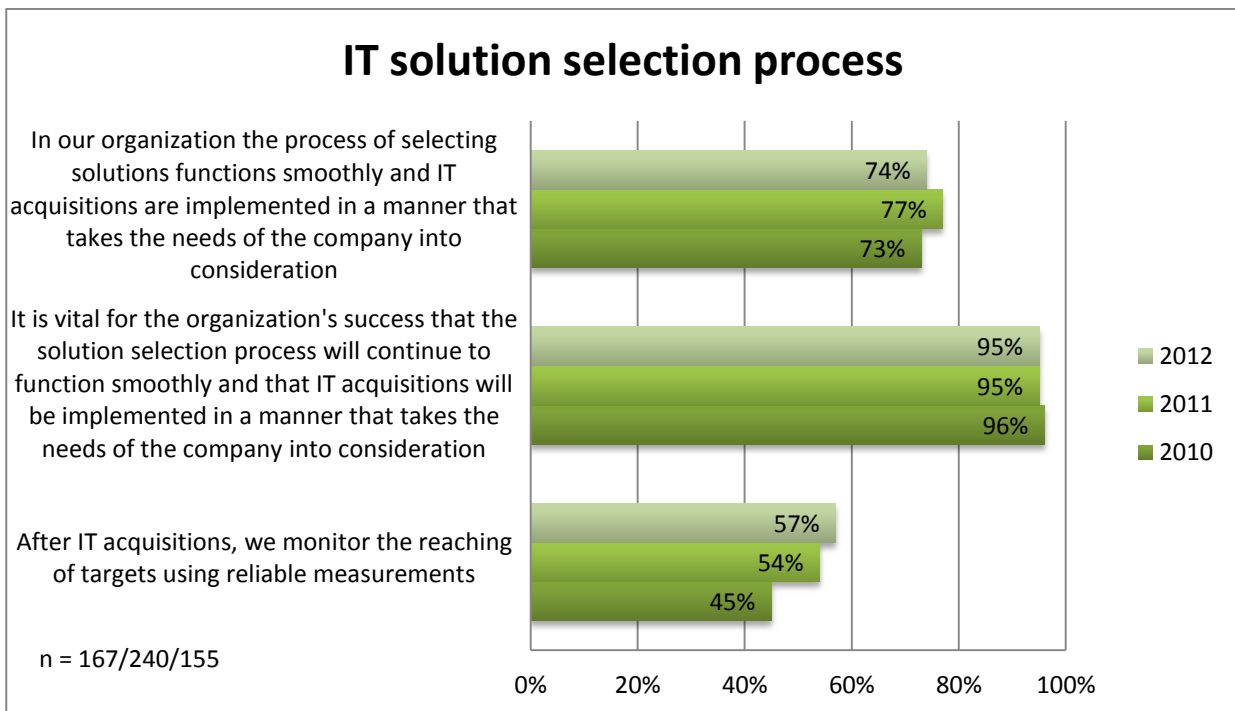 IT solution selection process
In our organization the process of selecting
solutions functions smoothly and IT
acquisitions are implemented in a manner that
takes the needs of the company into
consideration
74%
77%
73%
It is vital for the organization's success that the
solution selection process will continue to
function smoothly and that IT acquisitions will
be implemented in a manner that takes the
needs of the company into consideration
95%
95%
96%
After IT acquisitions, we monitor the reaching
of targets using reliable measurements
57%
54%
45%
2012
2011
2010
n = 167/240/155
0% 20% 40% 60% 80% 100%